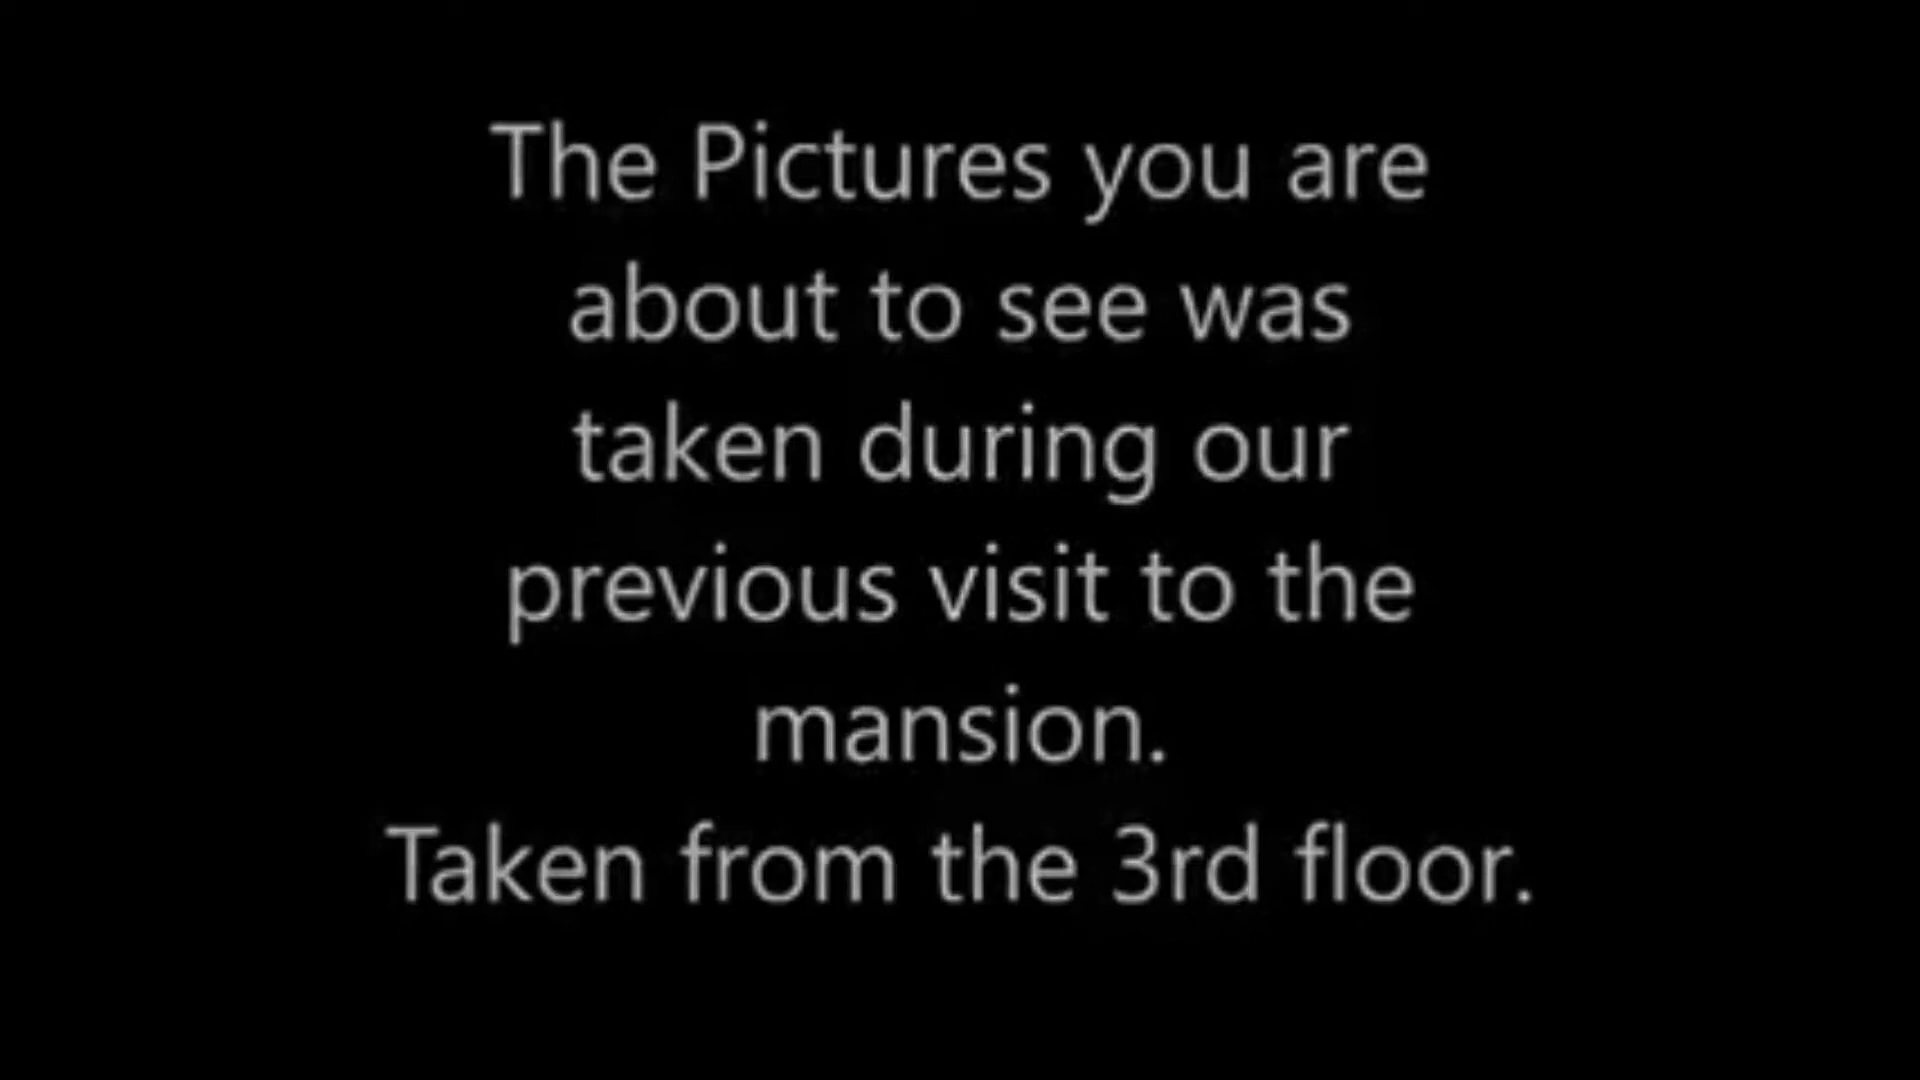 The Pictures you are
about to see was
taken during our
previous visit to the
mansion.
Taken from the 3rd floor.